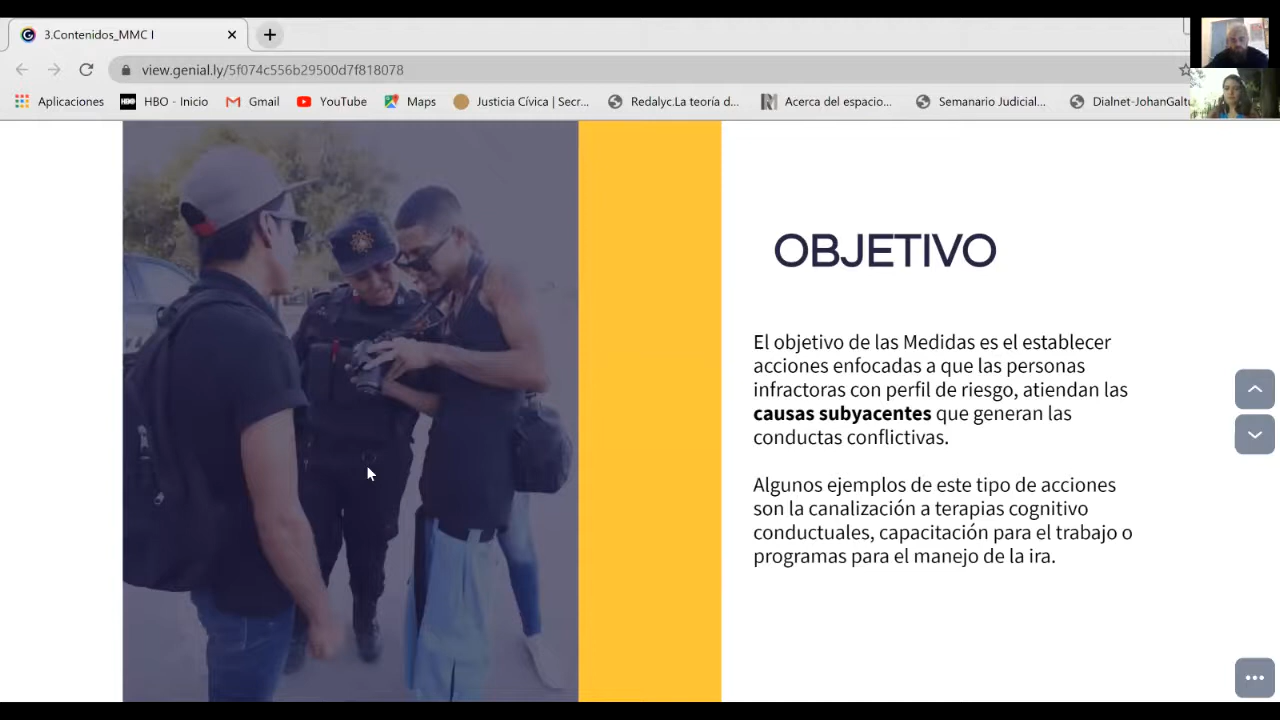 3.Contenidos_MMC I
view.genial.ly/5f074c556b29500d7f818078
Aplicaciones
HBO - Inicio
Gmail
YouTube
Maps
Justicia Cívica | Secr...
Redalyc.La teoría d...
Acerca del espacio...
Semanario Judicial...
Dialnet-JohanGaltu
OBJETIVO
El objetivo de las Medidas es el establecer
acciones enfocadas a que las personas
infractoras con perfil de riesgo, atiendan las
causas subyacentes que generan las
conductas conflictivas.
Algunos ejemplos de este tipo de acciones
son la canalización a terapias cognitivo
conductuales, capacitación para el trabajo o
programas para el manejo de la ira.